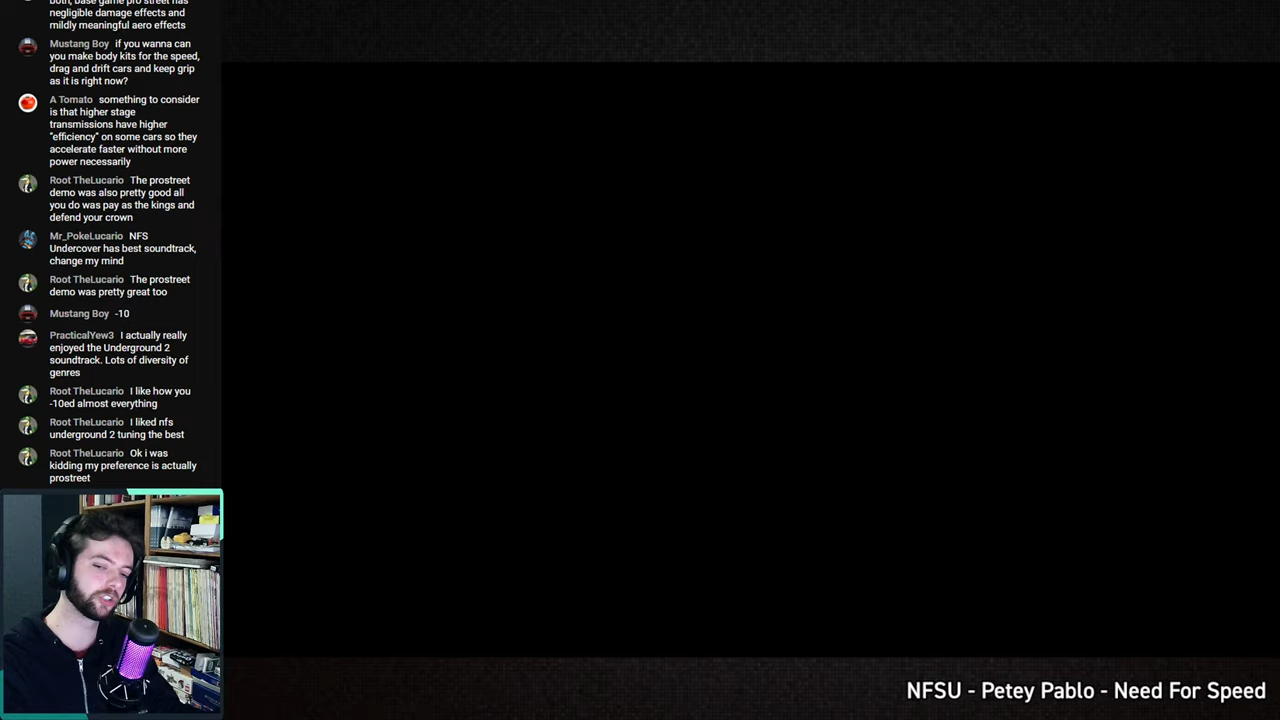 both, base game pro street has
negligible damage effects and
mildly meaningful aero effects
Mustang Boy if you wanna can
you make body kits for the speed,
drag and drift cars and keep grip
as it is right now?
A Tomato something to consider
is that higher stage
transmissions have higher
"efficiency" on some cars so they
accelerate faster without more
power necessarily
Root TheLucario The prostreet
demo was also pretty good all
you do was pay as the kings and
defend your crown
Mr_PokeLucario NFS
Undercover has best soundtrack,
change my mind
Root TheLucario The prostreet
demo was pretty great too
Mustang Boy -10
PracticalYew3 I actually really
enjoyed the Underground 2
soundtrack. Lots of diversity of
genres
Root TheLucario I like how you
-10ed almost everything
Root TheLucario I liked nfs
underground 2 tuning the best
Root TheLucario Ok i was
kidding my preference is actually
prostreet
NFSU - Petey Pablo - Need For Speed